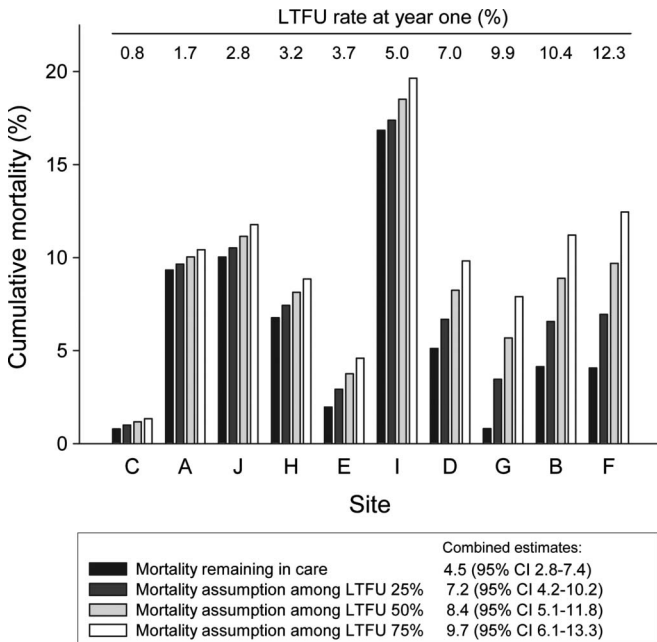 LTFU rate at year one (%)
0.8 1.7 2.8 3.2 3.7 5.0 7.0 9.9 10.4 12.3
Cumulative mortality (%)
20
15
10
5
0
C A J H E I D G B F
Site
Combined estimates:
Mortality remaining in care 4.5 (95% CI 2.8-7.4)
Mortality assumption among LTFU 25% 7.2 (95% CI 4.2-10.2)
Mortality assumption among LTFU 50% 8.4 (95% CI 5.1-11.8)
Mortality assumption among LTFU 75% 9.7 (95% CI 6.1-13.3)